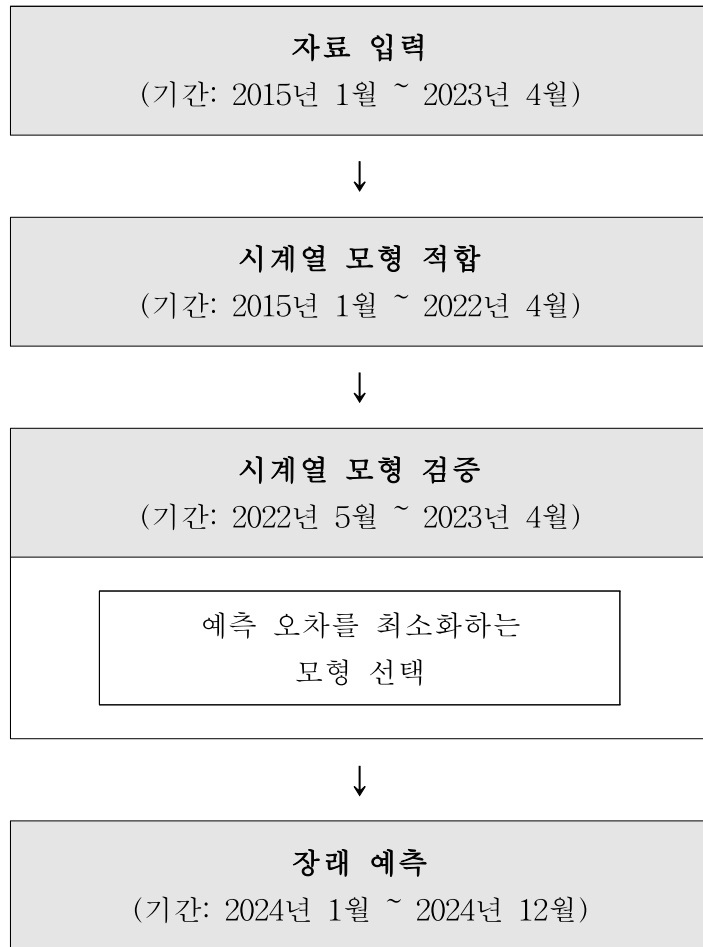 자료 입력
(기간: 2015년 1월 ~ 2023년 4월)
↓
시계열 모형 적합
(기간: 2015년 1월 ~ 2022년 4월)
↓
시계열 모형 검증
(기간: 2022년 5월 ~ 2023년 4월)
예측 오차를 최소화하는
모형 선택
↓
장래 예측
(기간: 2024년 1월 ~ 2024년 12월)